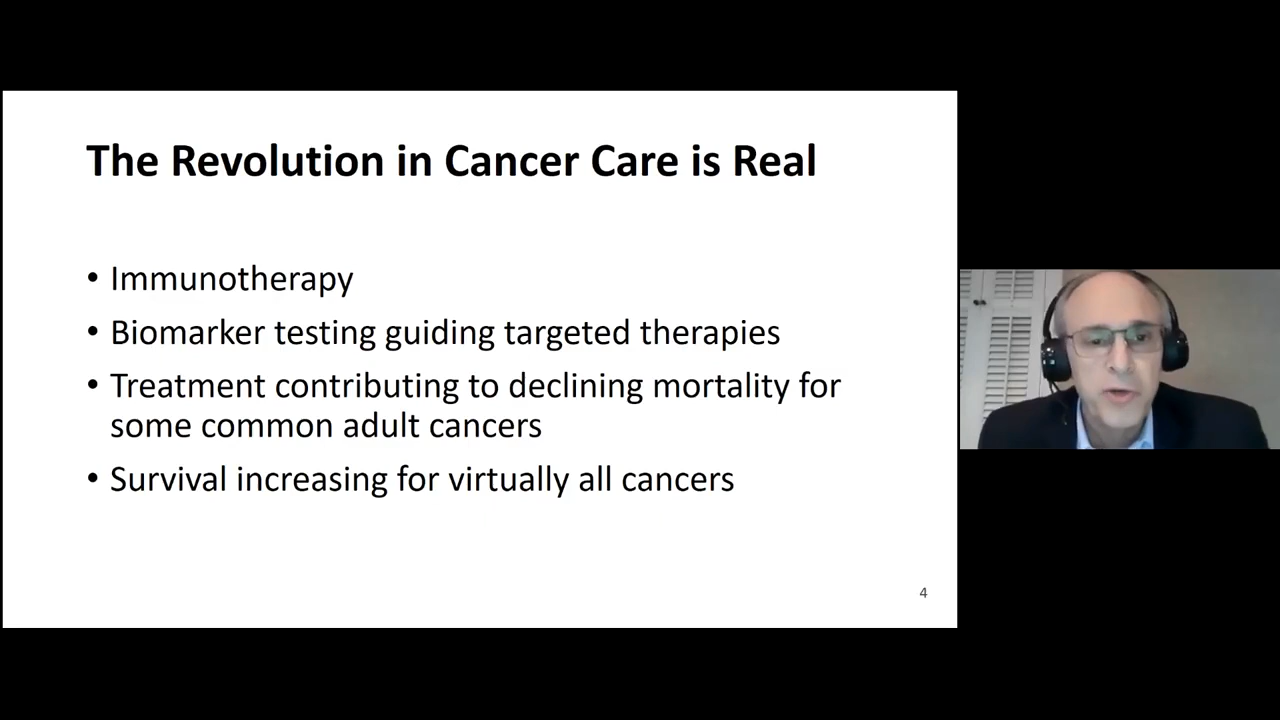 The Revolution in Cancer Care is Real
• Immunotherapy
• Biomarker testing guiding targeted therapies
• Treatment contributing to declining mortality for
some common adult cancers
• Survival increasing for virtually all cancers
4